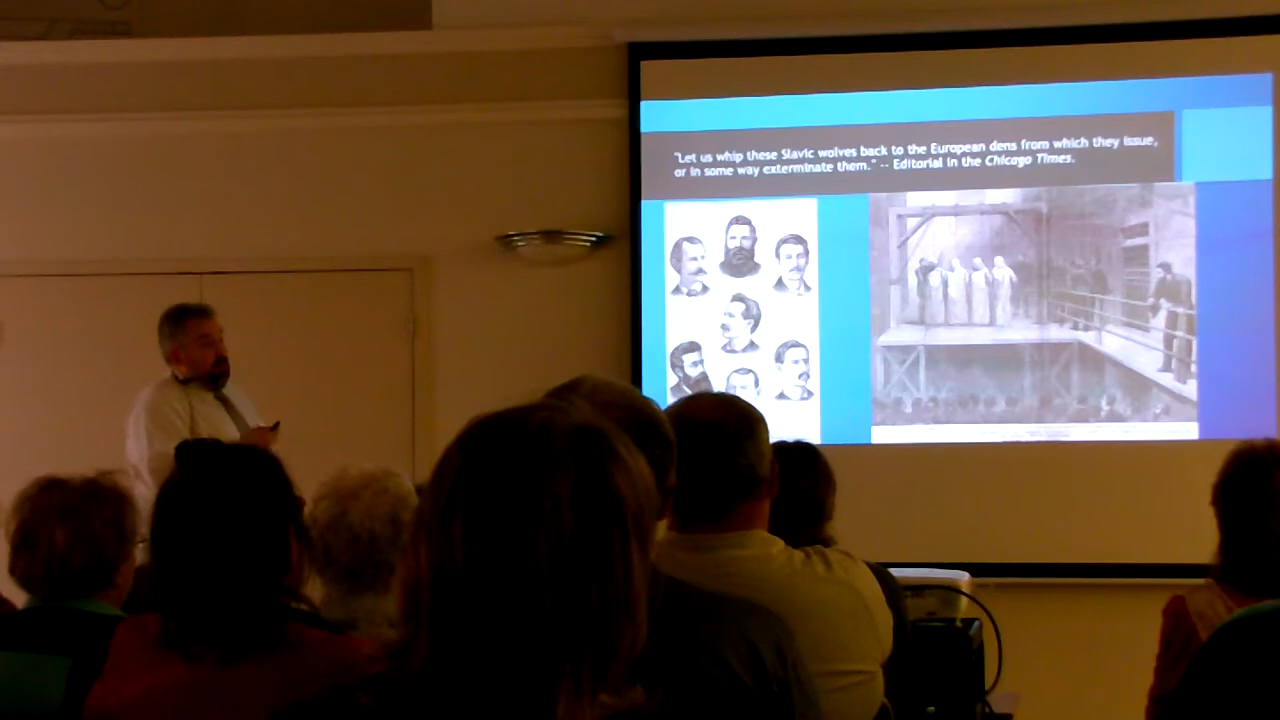 "Let us whip these Slavic wolves back to the European dens from which they issue,
or in some way exterminate them." -- Editorial in the Chicago Times.